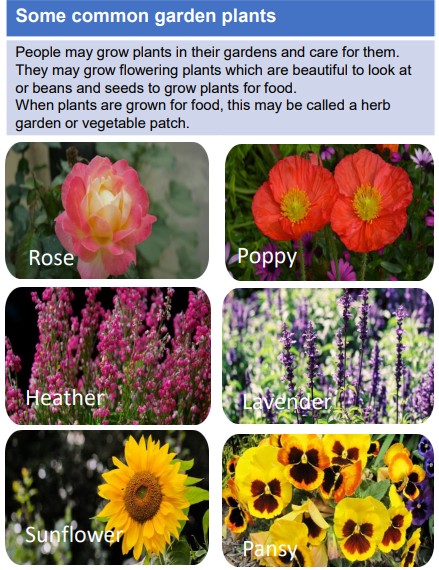 Some common garden plants
People may grow plants in their gardens and care for them.
They may grow flowering plants which are beautiful to look at
or beans and seeds to grow plants for food.
When plants are grown for food, this may be called a herb
garden or vegetable patch.
Rose
Poppy
Heather
Lavender
Sunflower
Pansy